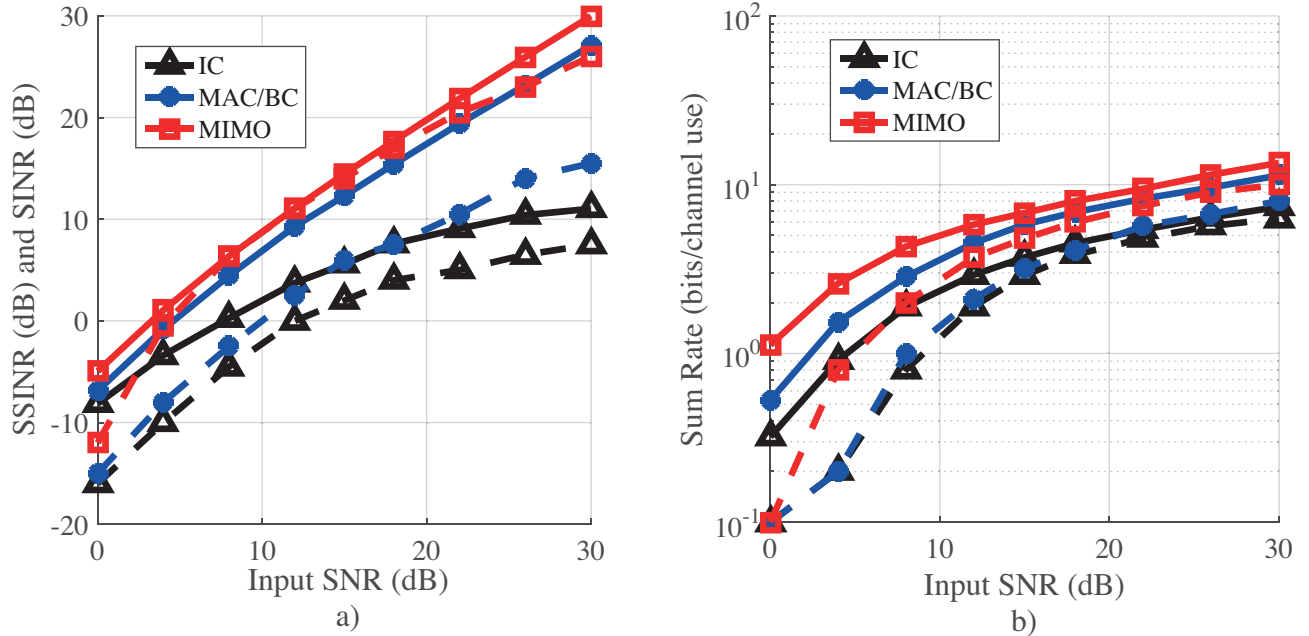 SSINR (dB) and SINR (dB)
30
20
10
0
-10
-20
IC
MAC/BC
MIMO
0
10
20
30
Input SNR (dB)
a)
Sum Rate (bits/channel use)
10^2
10^1
10^0
10^-1
IC
MAC/BC
MIMO
0
10
20
30
Input SNR (dB)
b)